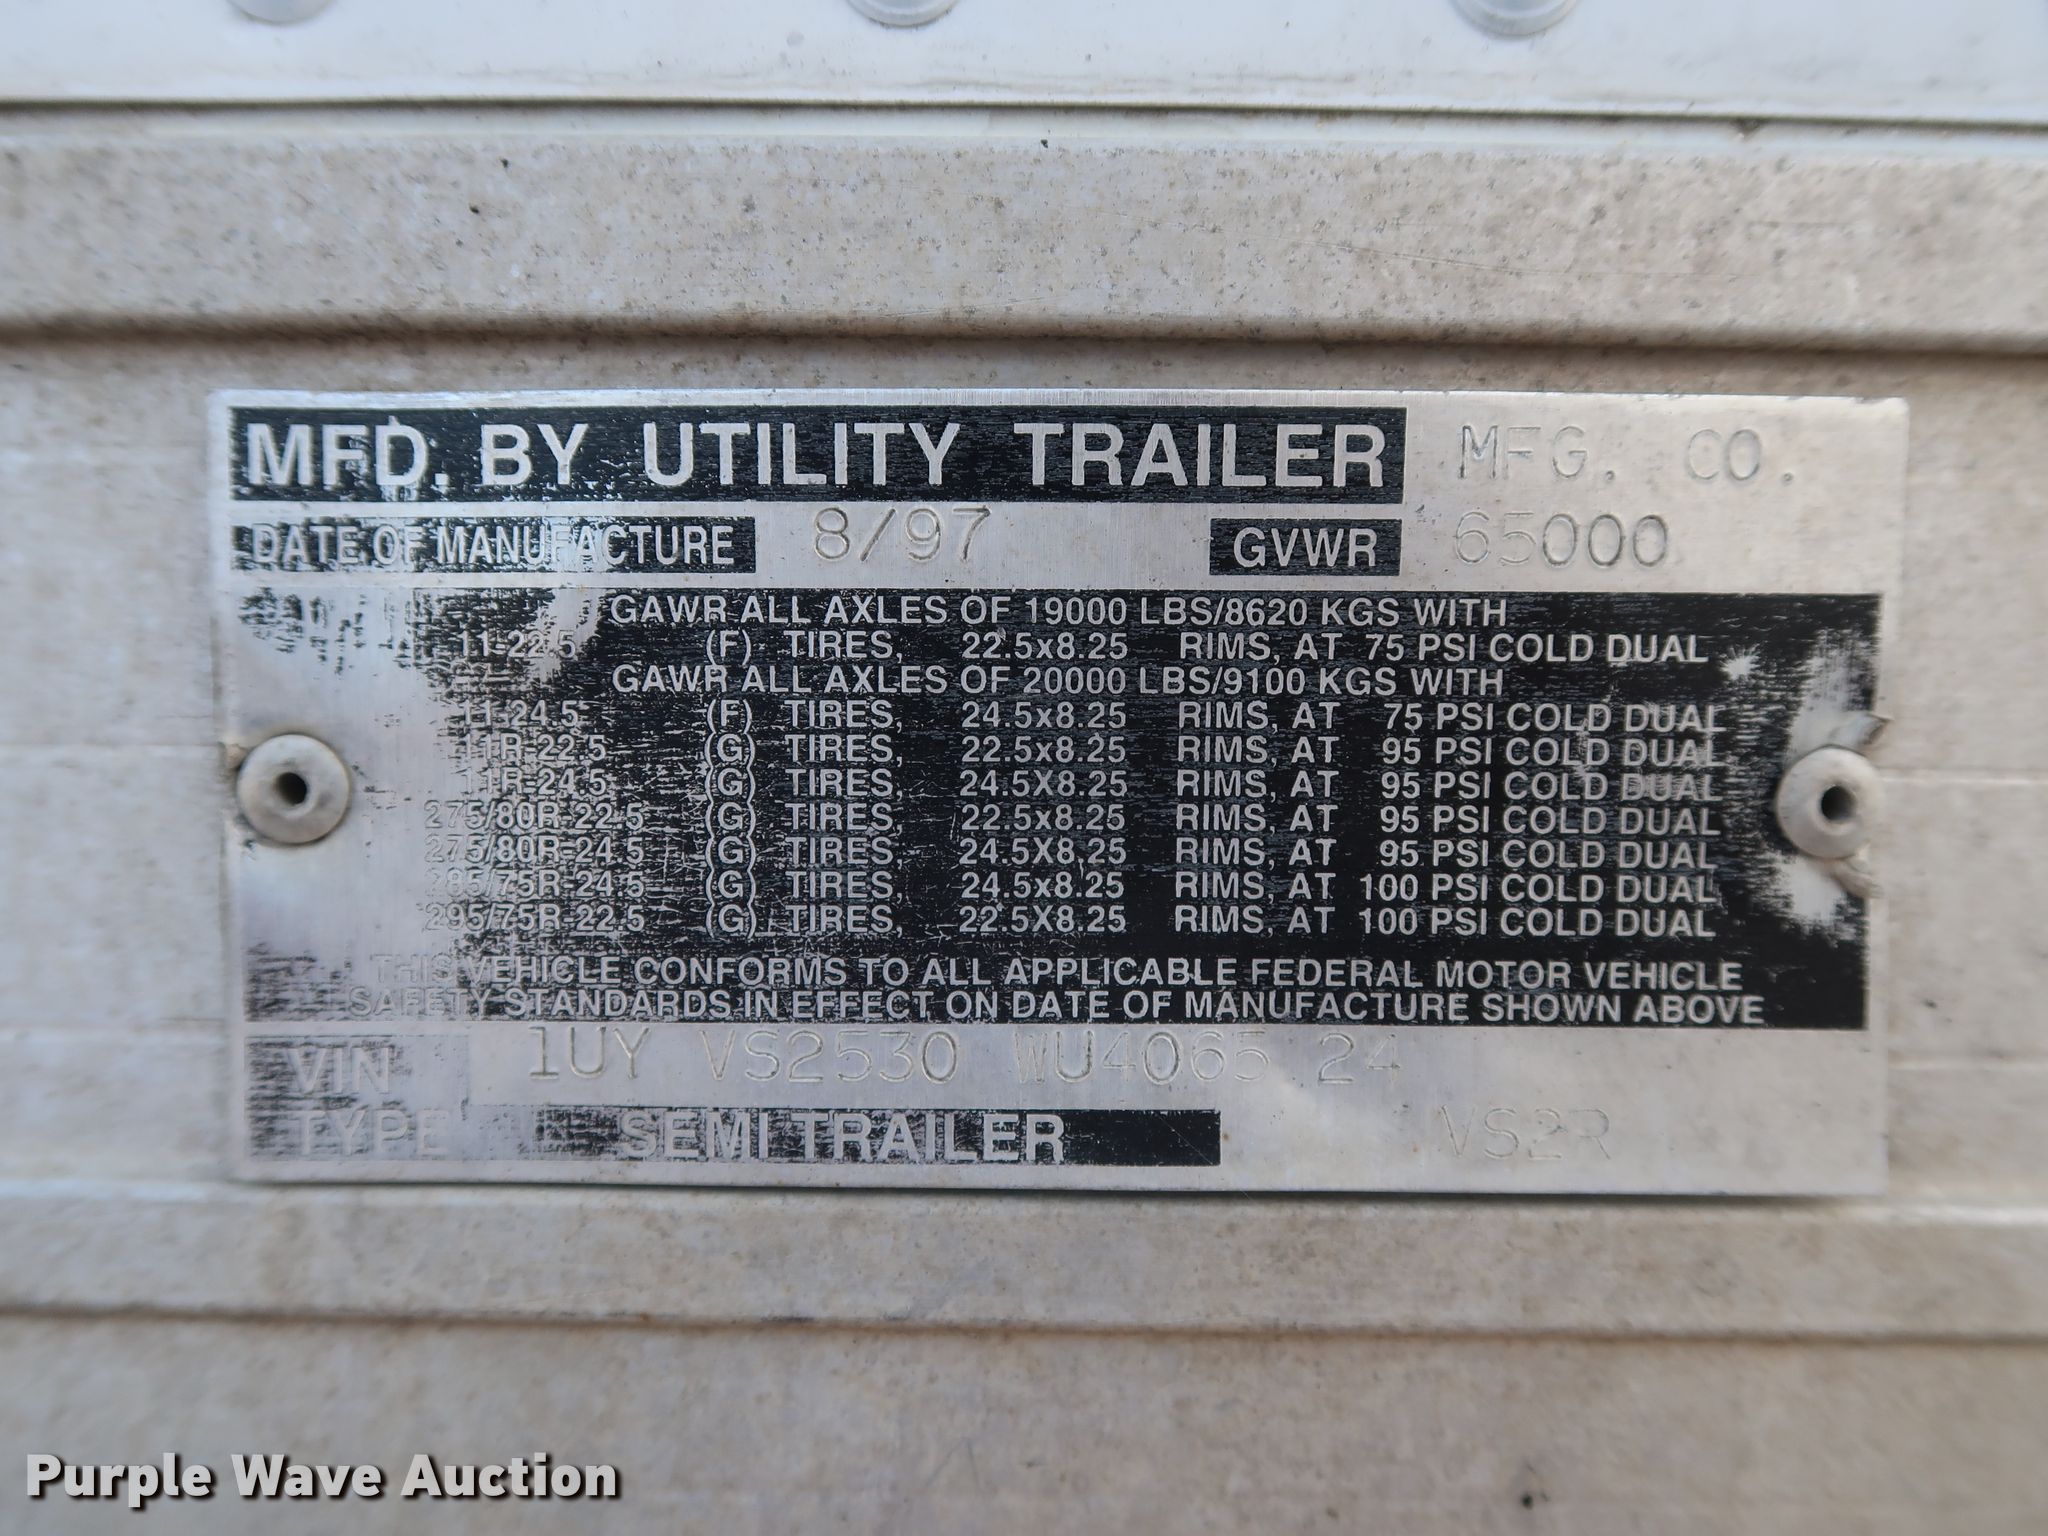 MFD. BY UTILITY TRAILER MFG. CO.
DATE OF MANUFACTURE 8/97 GVWR 65000
GAWR ALL AXLES OF 19000 LBS/8620 KGS WITH
11-22.5 (F) TIRES, 22.5x8.25 RIMS, AT 75 PSI COLD DUAL
GAWR ALL AXLES OF 20000 LBS/9100 KGS WITH
11-24.5 (F) TIRES, 24.5x8.25 RIMS, AT 75 PSI COLD DUAL
11R-22.5 (G) TIRES, 22.5x8.25 RIMS, AT 95 PSI COLD DUAL
11R-24.5 (G) TIRES, 24.5X8.25 RIMS, AT 95 PSI COLD DUAL
275/80R-22.5 (G) TIRES, 22.5x8.25 RIMS, AT 95 PSI COLD DUAL
275/80R-24.5 (G) TIRES, 24.5X8.25 RIMS, AT 95 PSI COLD DUAL
285/75R-24.5 (G) TIRES, 24.5x8.25 RIMS, AT 100 PSI COLD DUAL
295/75R-22.5 (G) TIRES, 22.5X8.25 RIMS, AT 100 PSI COLD DUAL
THIS VEHICLE CONFORMS TO ALL APPLICABLE FEDERAL MOTOR VEHICLE
SAFETY STANDARDS IN EFFECT ON DATE OF MANUFACTURE SHOWN ABOVE
VIN 1UY VS2530 WU4065 24
TYPE SEMITRAILER VS2R
Purple Wave Auction